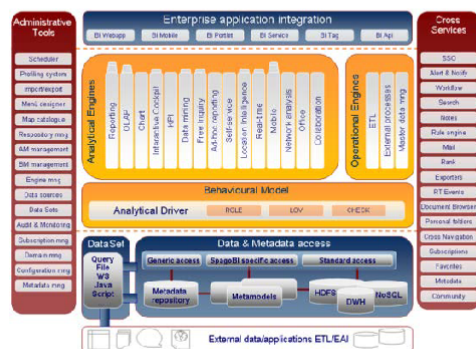 Administrative
Tools
Scheduler
Profiling system
Import/export
Menu designer
Map catalogue
Repository mng
AM management
BM management
Engine mng
Data sources
Data Sets
Audit & Monitoring
Subscription mng
Domain mng
Configuration mng
Metadata mng
Enterprise application integration
BI Webapp
BI Mobile
BI Portlet
BI Service
BI Tag
BI Api
Analytical Engines
Reporting
OLAP
Chart
Interactive Cockpit
KPI
Data mining
Free Inquiry
Ad-hoc reporting
Self-service
Location Intelligence
Real-time
Mobile
Network analysis
Office
Collaboration
Operational Engines
ETL
External processes
Master data mng
Behavioural Model
Analytical Driver
ROLE
LOV
CHECK
DataSet
Query
File
WS
Java
Script
Data & Metadata access
Generic access
SpagoBI specific access
Standard access
Metadata
repository
Metamodels
HDFS
DWH
NoSQL
External data/applications ETL/EAI
Cross
Services
SSO
Alert & Notify
Workflow
Search
Notes
Rule engine
Mail
Rank
Exporters
RT Events
Document Browser
Personal folders
Cross Navigation
Subscriptions
Favorites
Metadata
Community